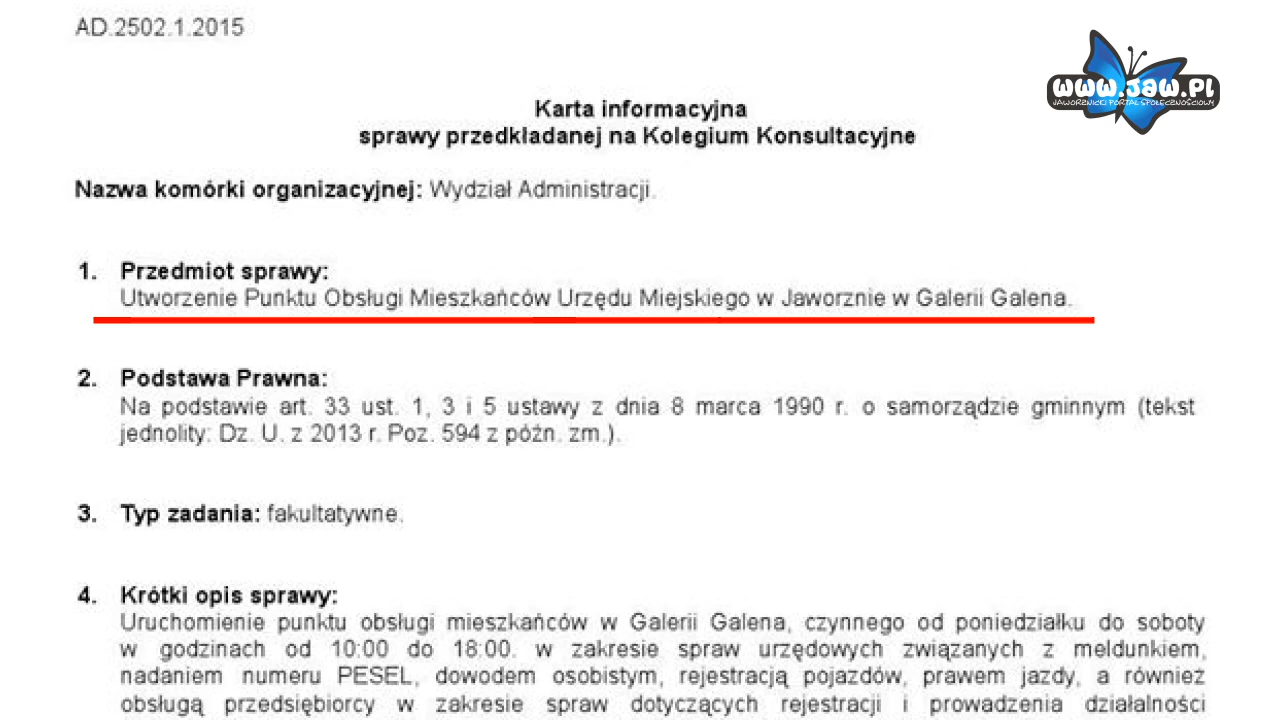 AD.2502.1.2015
www.jaw.pl
JAWORZNICKI PORTAL SPOŁECZNOŚCIOWY
Karta informacyjna
sprawy przedkładanej na Kolegium Konsultacyjne
Nazwa komórki organizacyjnej: Wydział Administracji.
1. Przedmiot sprawy:
Utworzenie Punktu Obsługi Mieszkańców Urzędu Miejskiego w Jaworznie w Galerii Galena.
2. Podstawa Prawna:
Na podstawie art. 33 ust. 1, 3 i 5 ustawy z dnia 8 marca 1990 r. o samorządzie gminnym (tekst
jednolity: Dz. U. z 2013 r. Poz. 594 z późn. zm.).
3. Typ zadania: fakultatywne.
4. Krótki opis sprawy:
Uruchomienie punktu obsługi mieszkańców w Galerii Galena, czynnego od poniedziałku do soboty
w godzinach od 10:00 do 18:00. w zakresie spraw urzędowych związanych z meldunkiem,
nadaniem numeru PESEL, dowodem osobistym, rejestracją pojazdów, prawem jazdy, a również
obsługą przedsiębiorcy w zakresie spraw dotyczących rejestracji i prowadzenia działalności